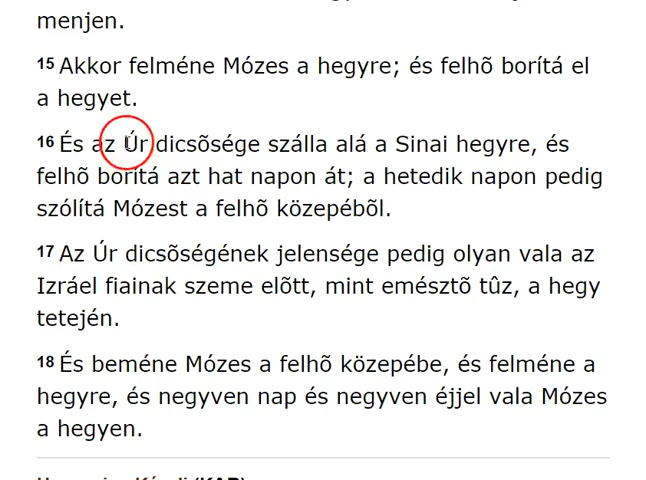 menjen.
15 Akkor felméne Mózes a hegyre; és felhõ borítá el
a hegyet.
16 És az Úr dicsõsége szálla alá a Sinai hegyre, és
felhõ borítá azt hat napon át; a hetedik napon pedig
szólítá Mózest a felhõ közepébõl.
17 Az Úr dicsõségének jelensége pedig olyan vala az
Izráel fiainak szeme elõtt, mint emésztõ tûz, a hegy
tetején.
18 És beméne Mózes a felhõ közepébe, és felméne a
hegyre, és negyven nap és negyven éjjel vala Mózes
a hegyen.